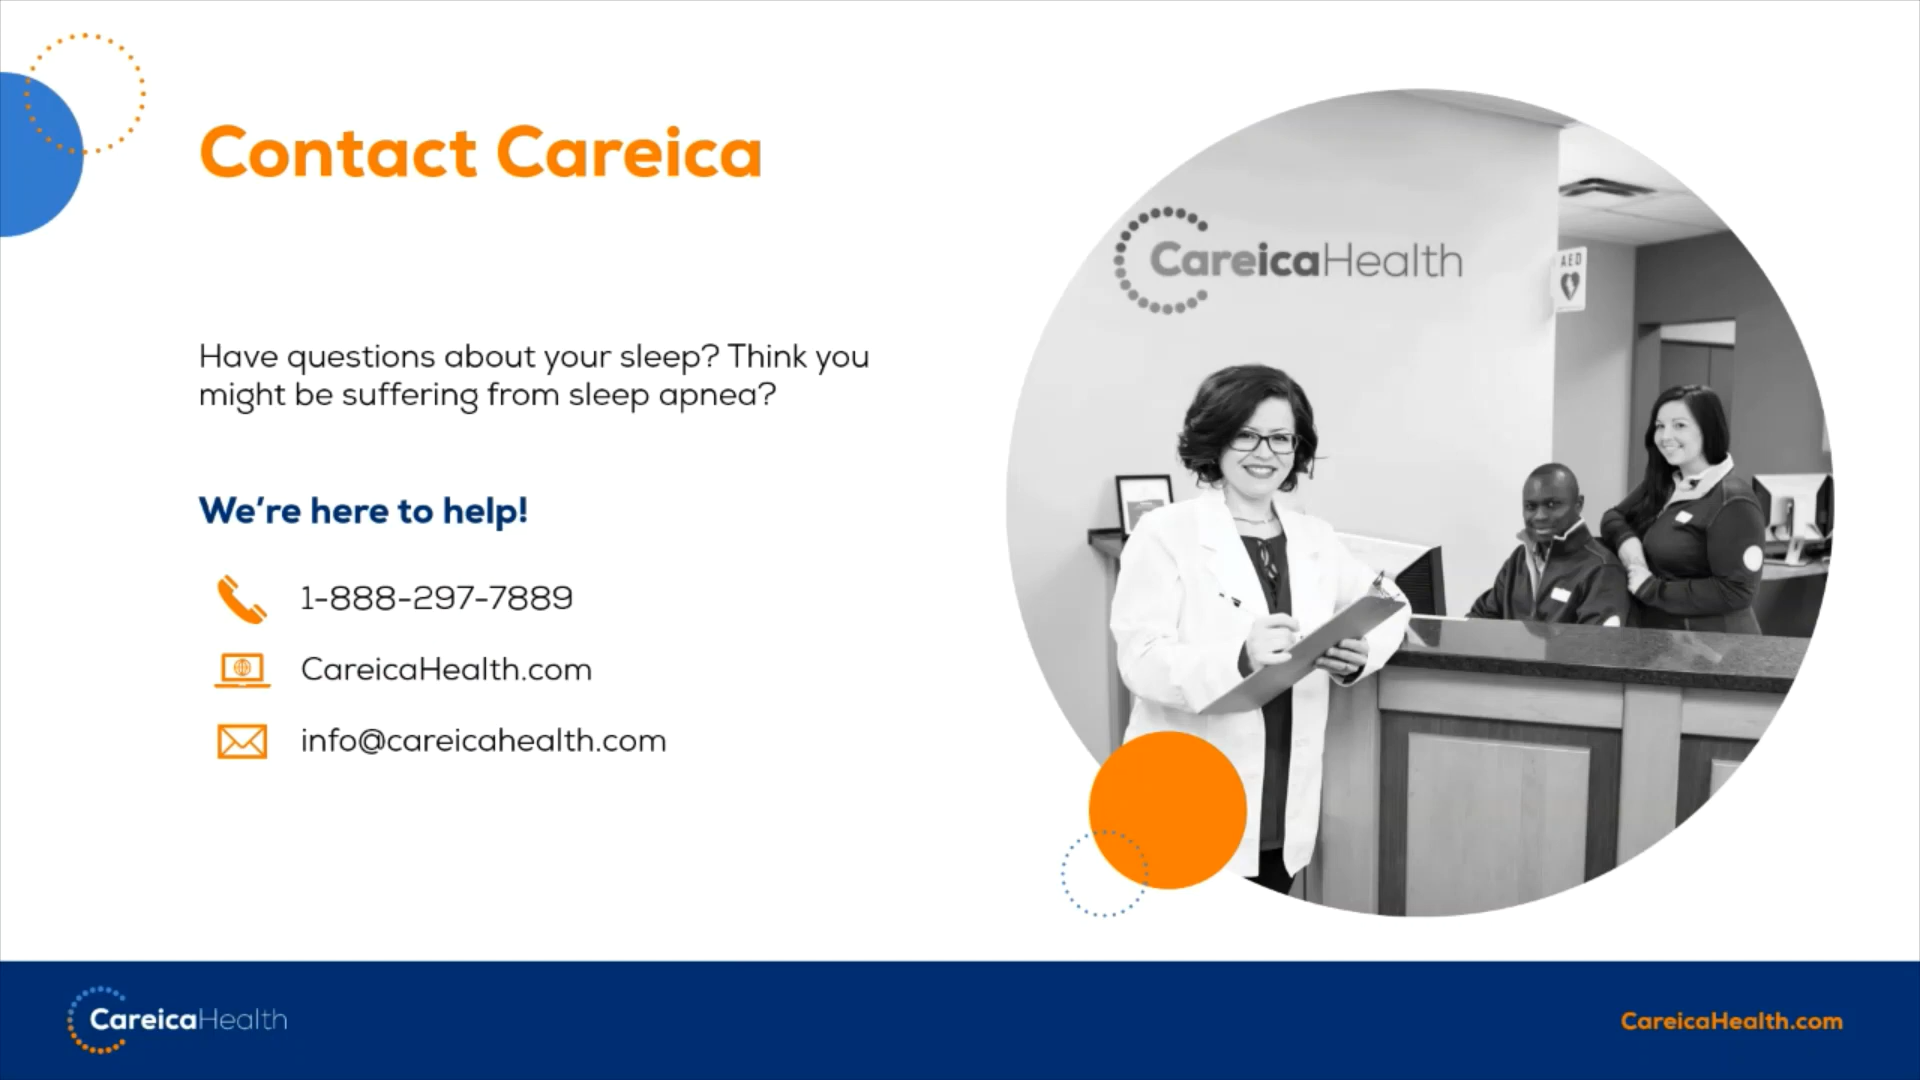 Contact Careica
Have questions about your sleep? Think you
might be suffering from sleep apnea?
We're here to help!
1-888-297-7889
CareicaHealth.com
info@careicahealth.com
CareicaHealth
AED
CareicaHealth
CareicaHealth.com